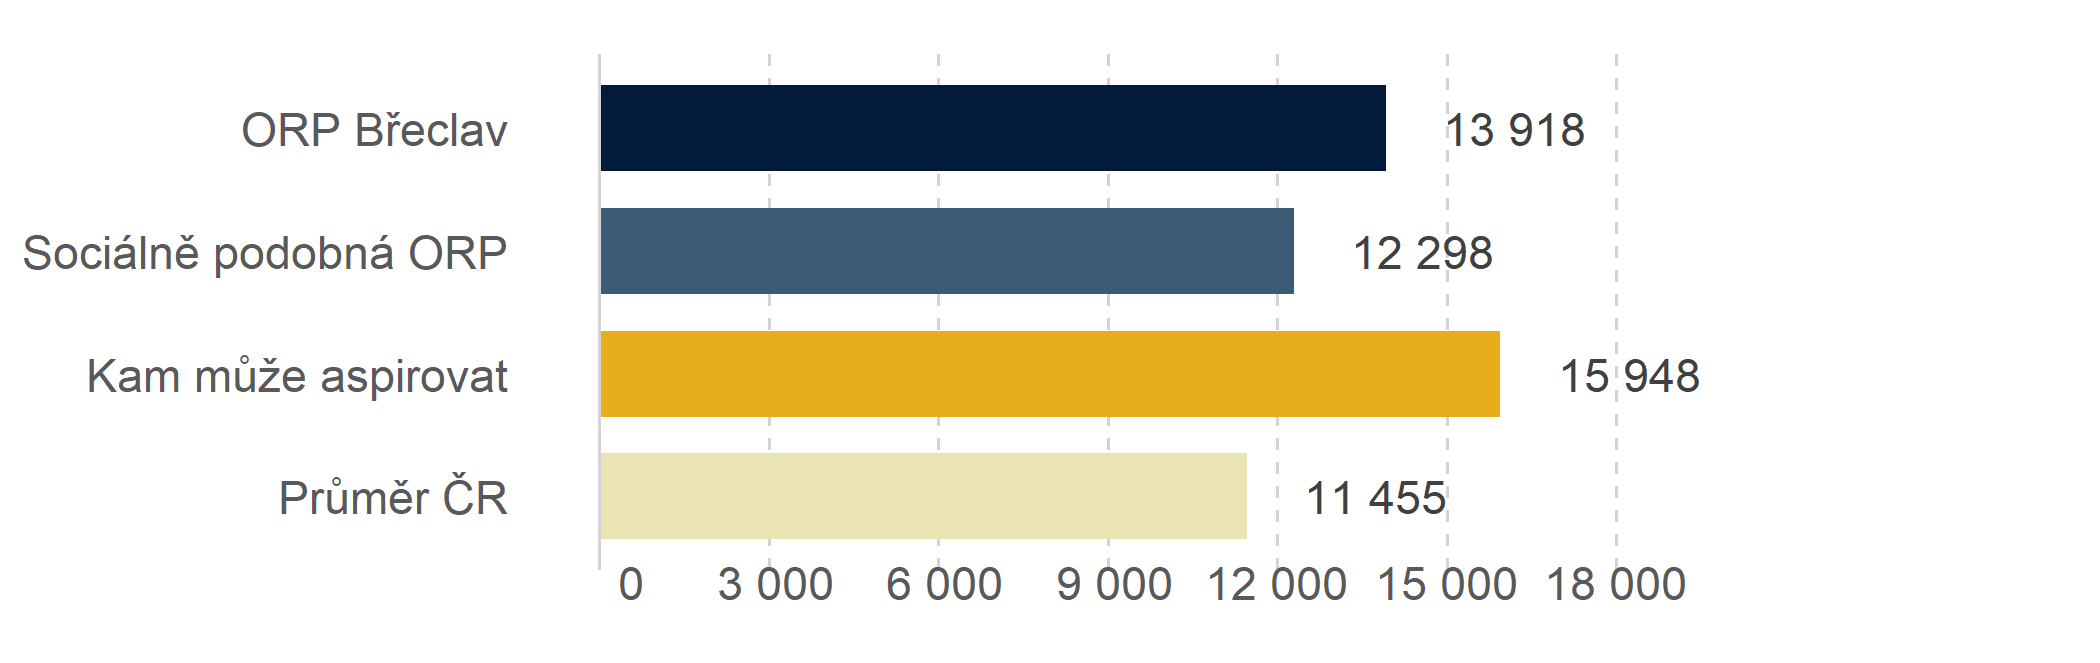 ORP Břeclav 13 918
Sociálně podobná ORP 12 298
Kam může aspirovat 15 948
Průměr ČR 11 455
0 3 000 6 000 9 000 12 000 15 000 18 000